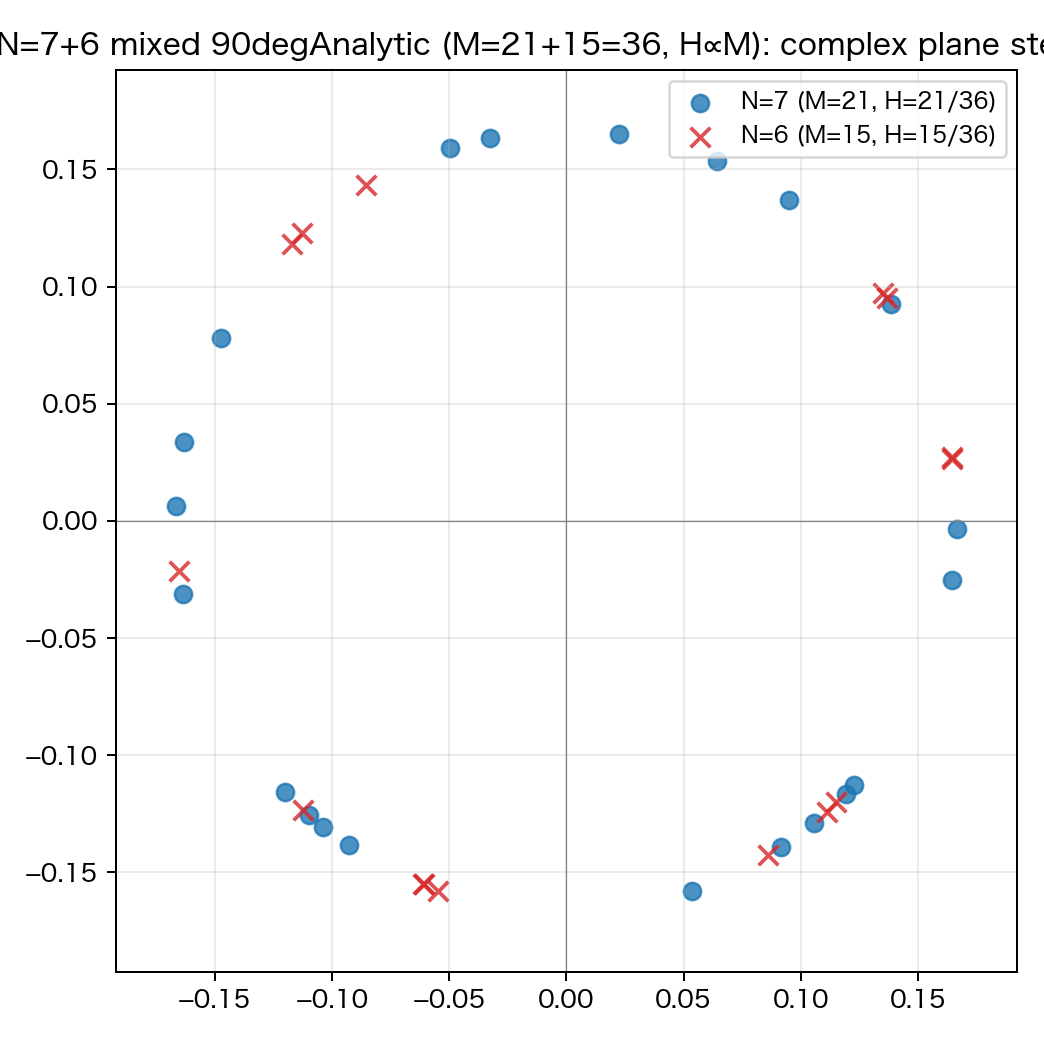 N=7+6 mixed 90degAnalytic (M=21+15=36, H∝M): complex plane
N=7 (M=21, H=21/36)
N=6 (M=15, H=15/36)
0.15
0.10
0.05
0.00
−0.05
−0.10
−0.15
−0.15 −0.10 −0.05 0.00 0.05 0.10 0.15